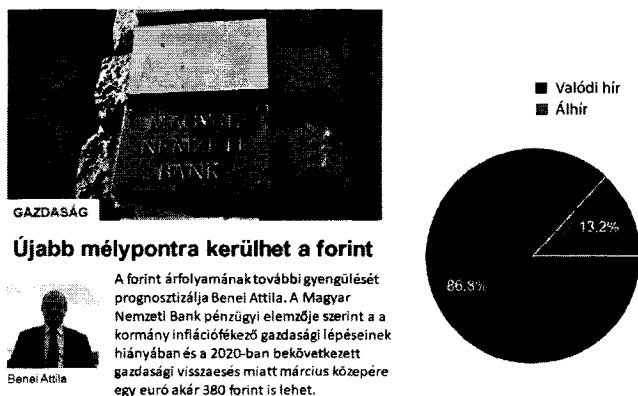 MAGYAR
NEMZETI
BANK
GAZDASÁG
Újabb mélypontra kerülhet a forint
A forint árfolyamának további gyengülését
prognosztizálja Benei Attila. A Magyar
Nemzeti Bank pénzügyi elemzője szerint a a
kormány inflációfékező gazdasági lépéseinek
hiányában és a 2020-ban bekövetkezett
gazdasági visszaesés miatt március közepére
egy euró akár 380 forint is lehet.
Benei Attila
Valódi hír
Álhír
13,2%
86,8%